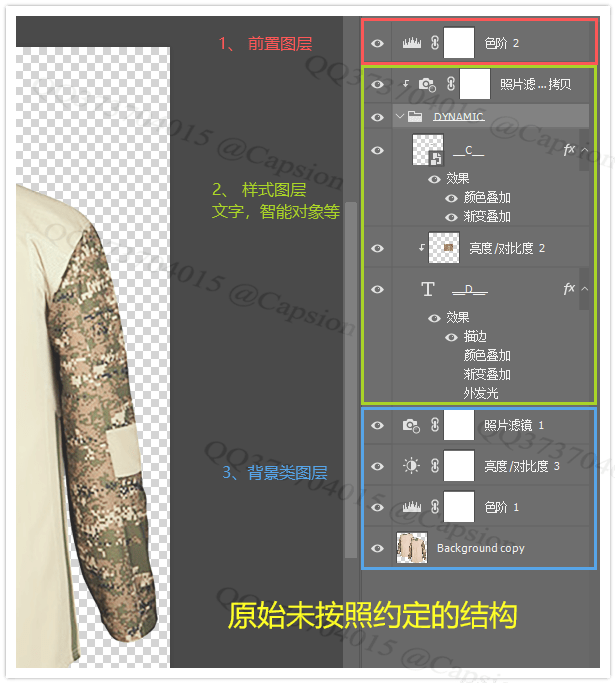 1、 前置图层
色阶 2
照片滤 ... 拷贝
DYNAMIC
__C__
fx
效果
颜色叠加
渐变叠加
2、 样式图层
文字，智能对象等
亮度/对比度 2
T
__D__
fx
效果
描边
颜色叠加
渐变叠加
外发光
照片滤镜 1
亮度/对比度 3
3、背景类图层
色阶 1
Background copy
原始未按照约定的结构
QQ373704015 @Capsion
QQ373704015 @Capsion
QQ373704015 @Capsion